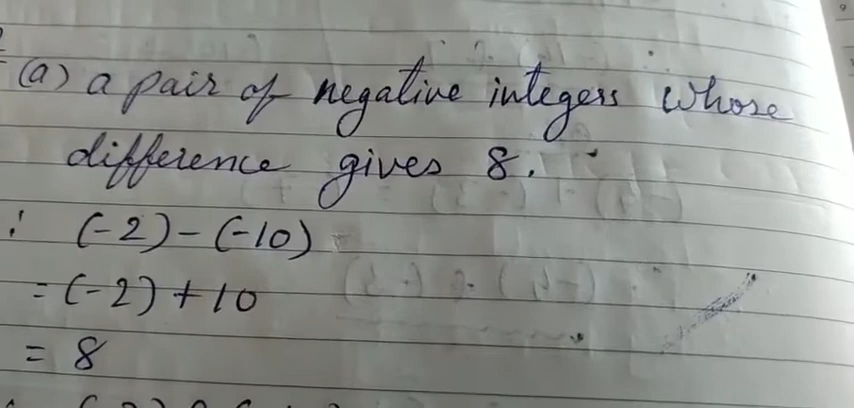 (a) a pair of negative integers whose
difference gives 8.
(-2)-(-10)
=(-2)+10
= 8